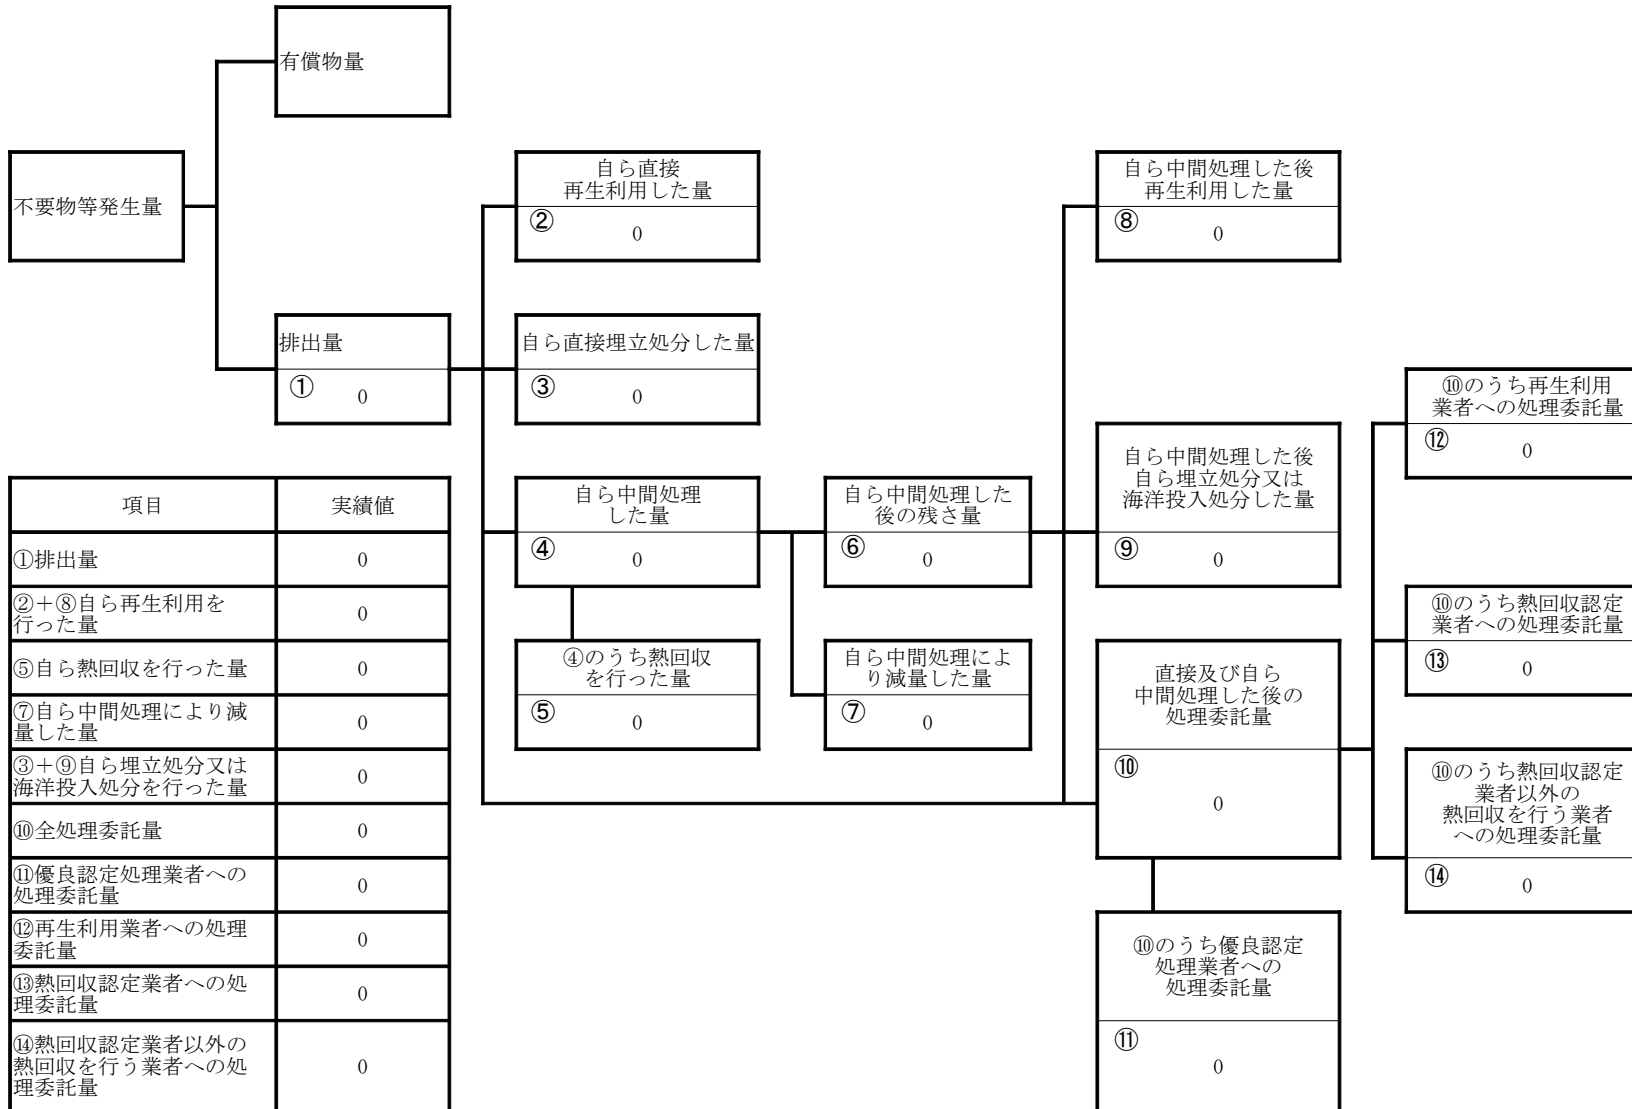 有償物量
不要物等発生量
排出量
①
0
自ら直接
再生利用した量
②
0
自ら直接埋立処分した量
③
0
自ら中間処理
した量
④
0
④のうち熱回収
を行った量
⑤
0
自ら中間処理した
後の残さ量
⑥
0
自ら中間処理によ
り減量した量
⑦
0
自ら中間処理した後
再生利用した量
⑧
0
自ら中間処理した後
自ら埋立処分又は
海洋投入処分した量
⑨
0
直接及び自ら
中間処理した後の
処理委託量
⑩
0
⑩のうち優良認定
処理業者への
処理委託量
⑪
0
⑩のうち再生利用
業者への処理委託量
⑫
0
⑩のうち熱回収認定
業者への処理委託量
⑬
0
⑩のうち熱回収認定
業者以外の
熱回収を行う業者
への処理委託量
⑭
0
項目 実績値
①排出量 0
②＋⑧自ら再生利用を
行った量 0
⑤自ら熱回収を行った量 0
⑦自ら中間処理により減
量した量 0
③＋⑨自ら埋立処分又は
海洋投入処分を行った量 0
⑩全処理委託量 0
⑪優良認定処理業者への
処理委託量 0
⑫再生利用業者への処理
委託量 0
⑬熱回収認定業者への処
理委託量 0
⑭熱回収認定業者以外の
熱回収を行う業者への処 0
理委託量